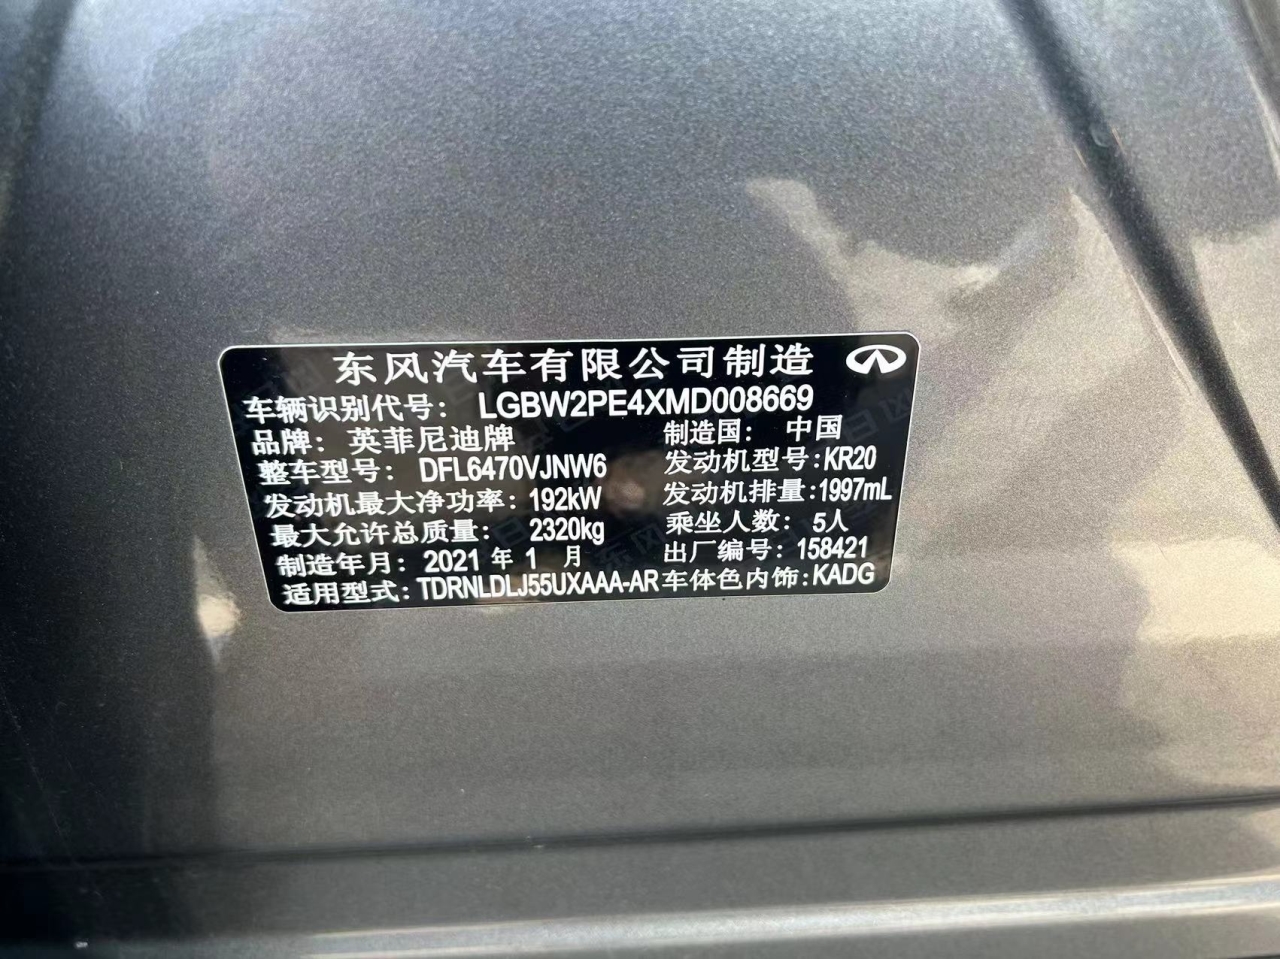 东风汽车有限公司制造
车辆识别代号: LGBW2PE4XMD008669
品牌: 英菲尼迪牌 制造国: 中国
整车型号: DFL6470VJNW6 发动机型号:KR20
发动机最大净功率: 192kW 发动机排量:1997mL
最大允许总质量: 2320kg 乘坐人数: 5人
制造年月: 2021 年 1 月 出厂编号: 158421
适用型式: TDRNLDLJ55UXAAA-AR 车体色内饰:KADG